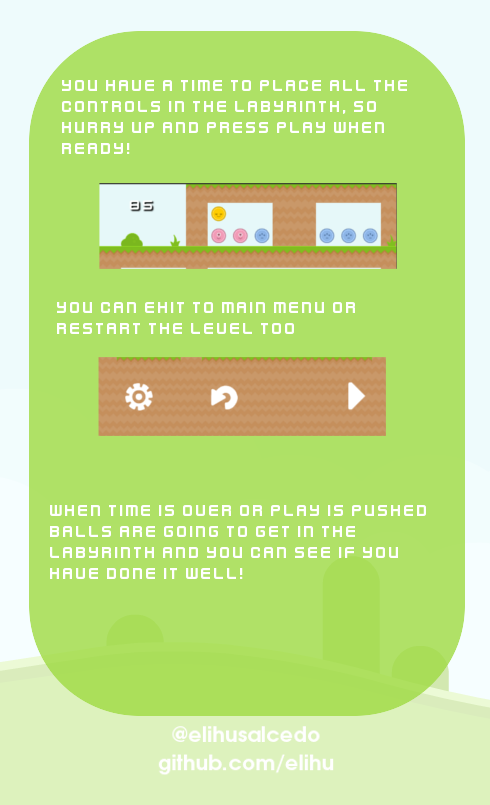 YOU HAVE A TIME TO PLACE ALL THE
CONTROLS IN THE LABYRINTH, SO
HURRY UP AND PRESS PLAY WHEN
READY!
85
YOU CAN EXIT TO MAIN MENU OR
RESTART THE LEVEL TOO
WHEN TIME IS OVER OR PLAY IS PUSHED
BALLS ARE GOING TO GET IN THE
LABYRINTH AND YOU CAN SEE IF YOU
HAVE DONE IT WELL!
@elihusalcedo
github.com/elihu